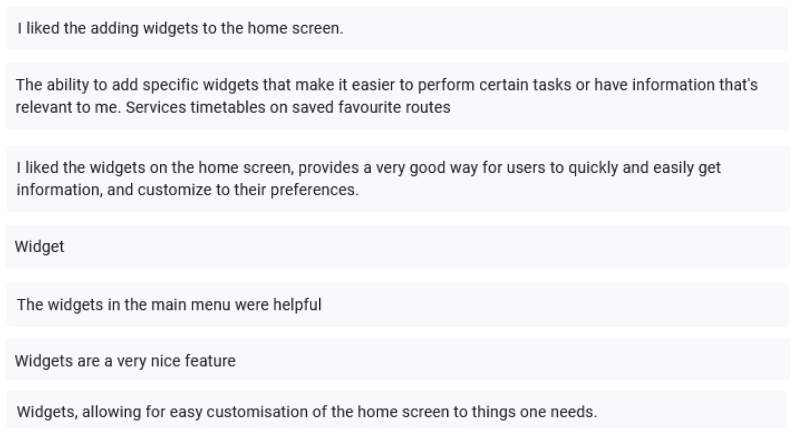 I liked the adding widgets to the home screen.
The ability to add specific widgets that make it easier to perform certain tasks or have information that's
relevant to me. Services timetables on saved favourite routes
I liked the widgets on the home screen, provides a very good way for users to quickly and easily get
information, and customize to their preferences.
Widget
The widgets in the main menu were helpful
Widgets are a very nice feature
Widgets, allowing for easy customisation of the home screen to things one needs.